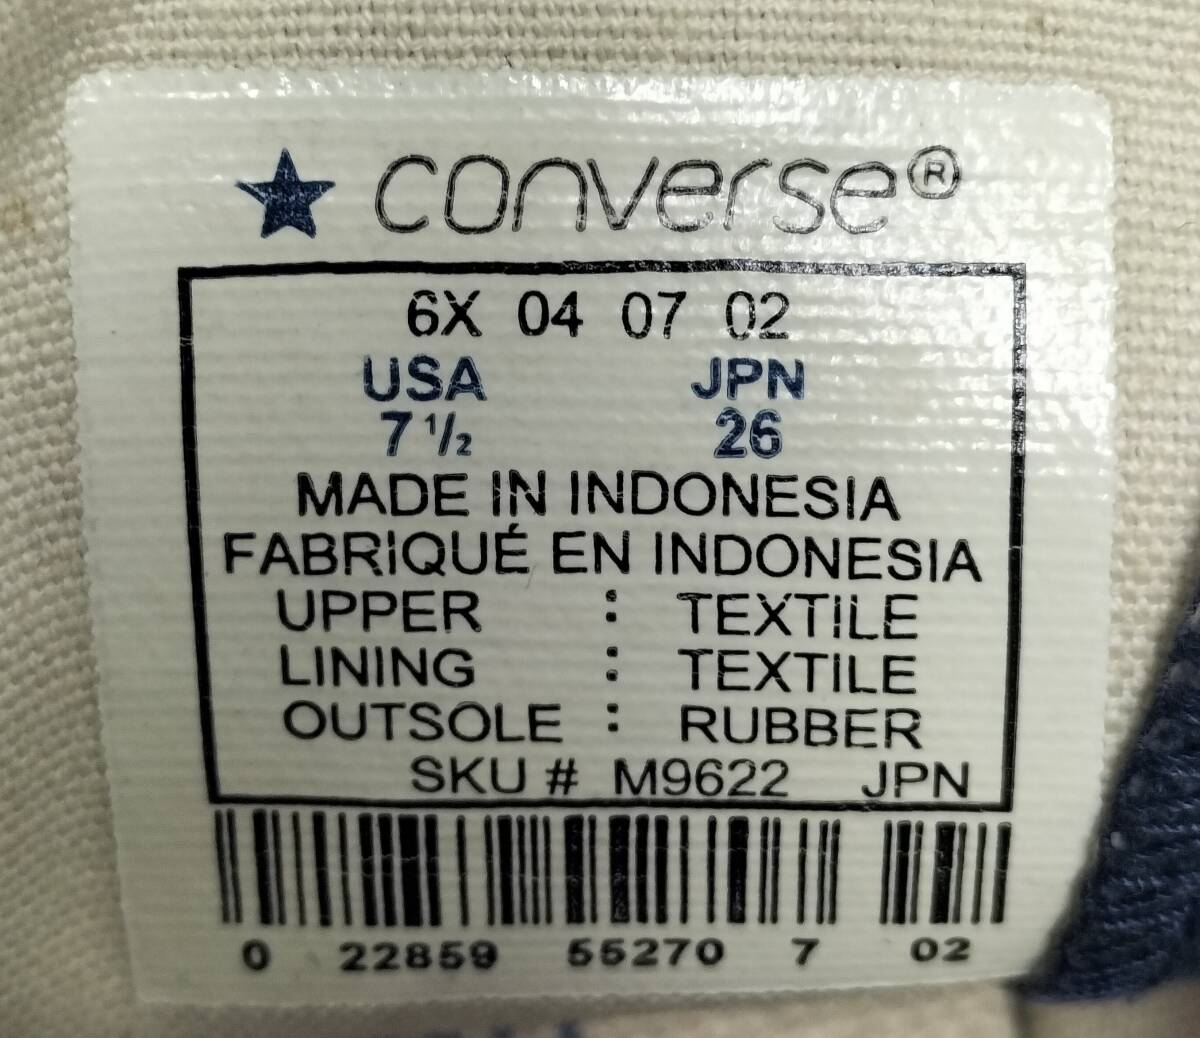 converse®
6X 04 07 02
USA JPN
7 1/2 26
MADE IN INDONESIA
FABRIQUÉ EN INDONESIA
UPPER : TEXTILE
LINING : TEXTILE
OUTSOLE : RUBBER
SKU # M9622 JPN
0 22859 55270 7 02